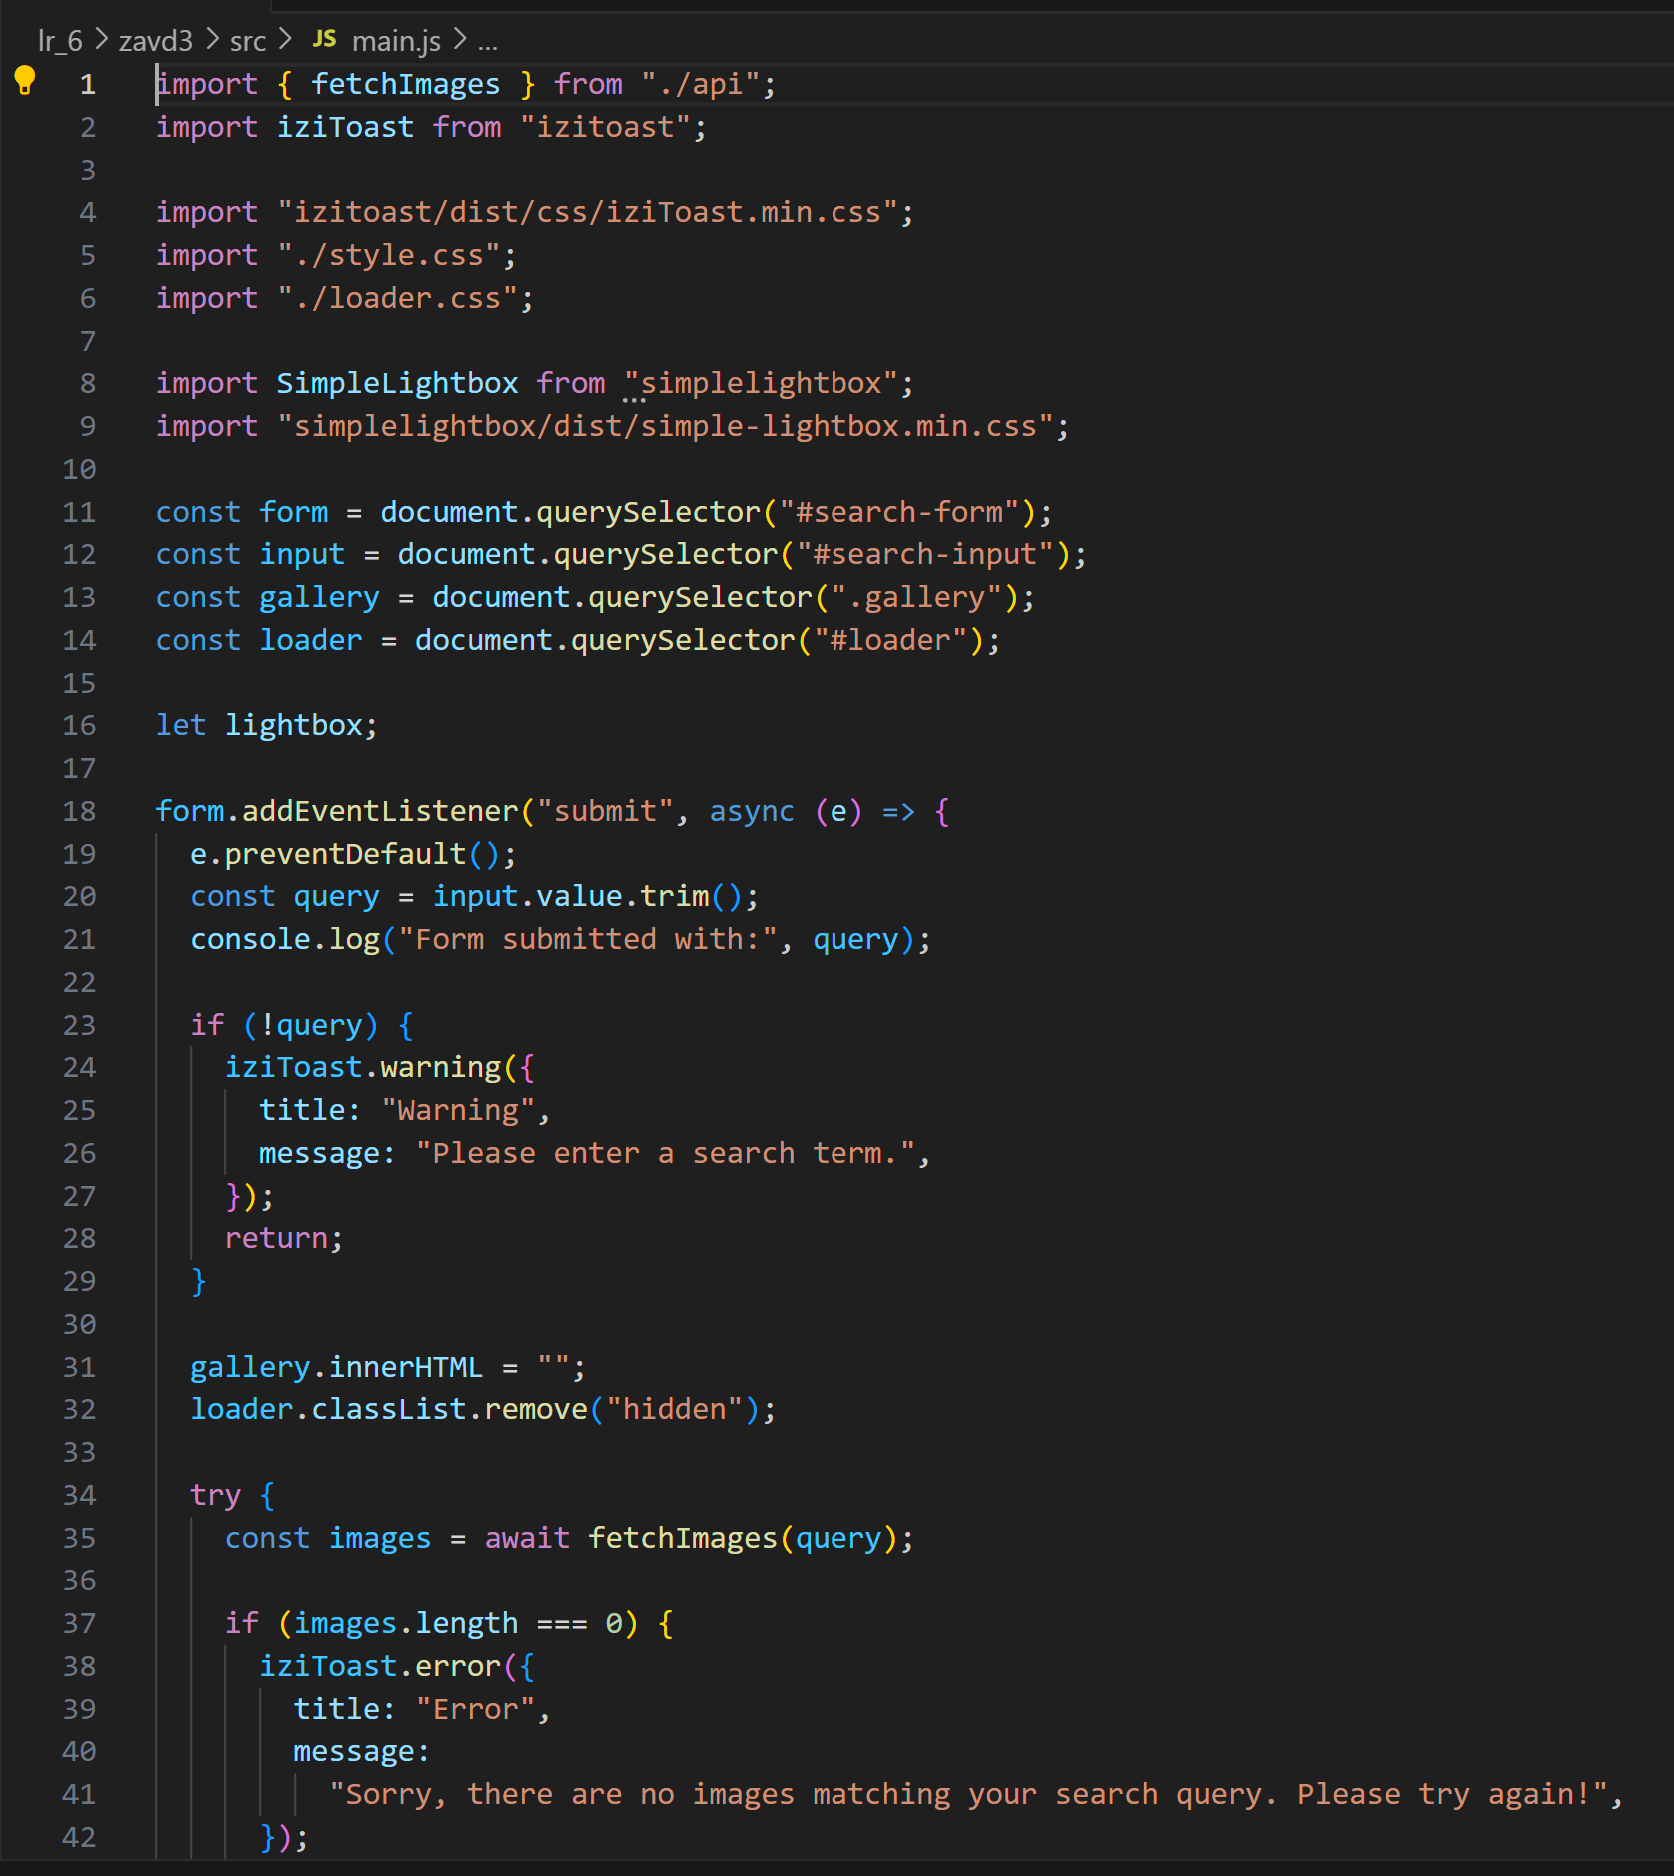 lr_6 > zavd3 > src > JS main.js > ...
1 import { fetchImages } from "./api";
2 import iziToast from "izitoast";
3
4 import "izitoast/dist/css/iziToast.min.css";
5 import "./style.css";
6 import "./loader.css";
7
8 import SimpleLightbox from "simplelightbox";
9 import "simplelightbox/dist/simple-lightbox.min.css";
10
11 const form = document.querySelector("#search-form");
12 const input = document.querySelector("#search-input");
13 const gallery = document.querySelector(".gallery");
14 const loader = document.querySelector("#loader");
15
16 let lightbox;
17
18 form.addEventListener("submit", async (e) => {
19   e.preventDefault();
20   const query = input.value.trim();
21   console.log("Form submitted with:", query);
22
23   if (!query) {
24     iziToast.warning({
25       title: "Warning",
26       message: "Please enter a search term.",
27     });
28     return;
29   }
30
31   gallery.innerHTML = "";
32   loader.classList.remove("hidden");
33
34   try {
35     const images = await fetchImages(query);
36
37     if (images.length === 0) {
38       iziToast.error({
39         title: "Error",
40         message:
41           "Sorry, there are no images matching your search query. Please try again!",
42       });